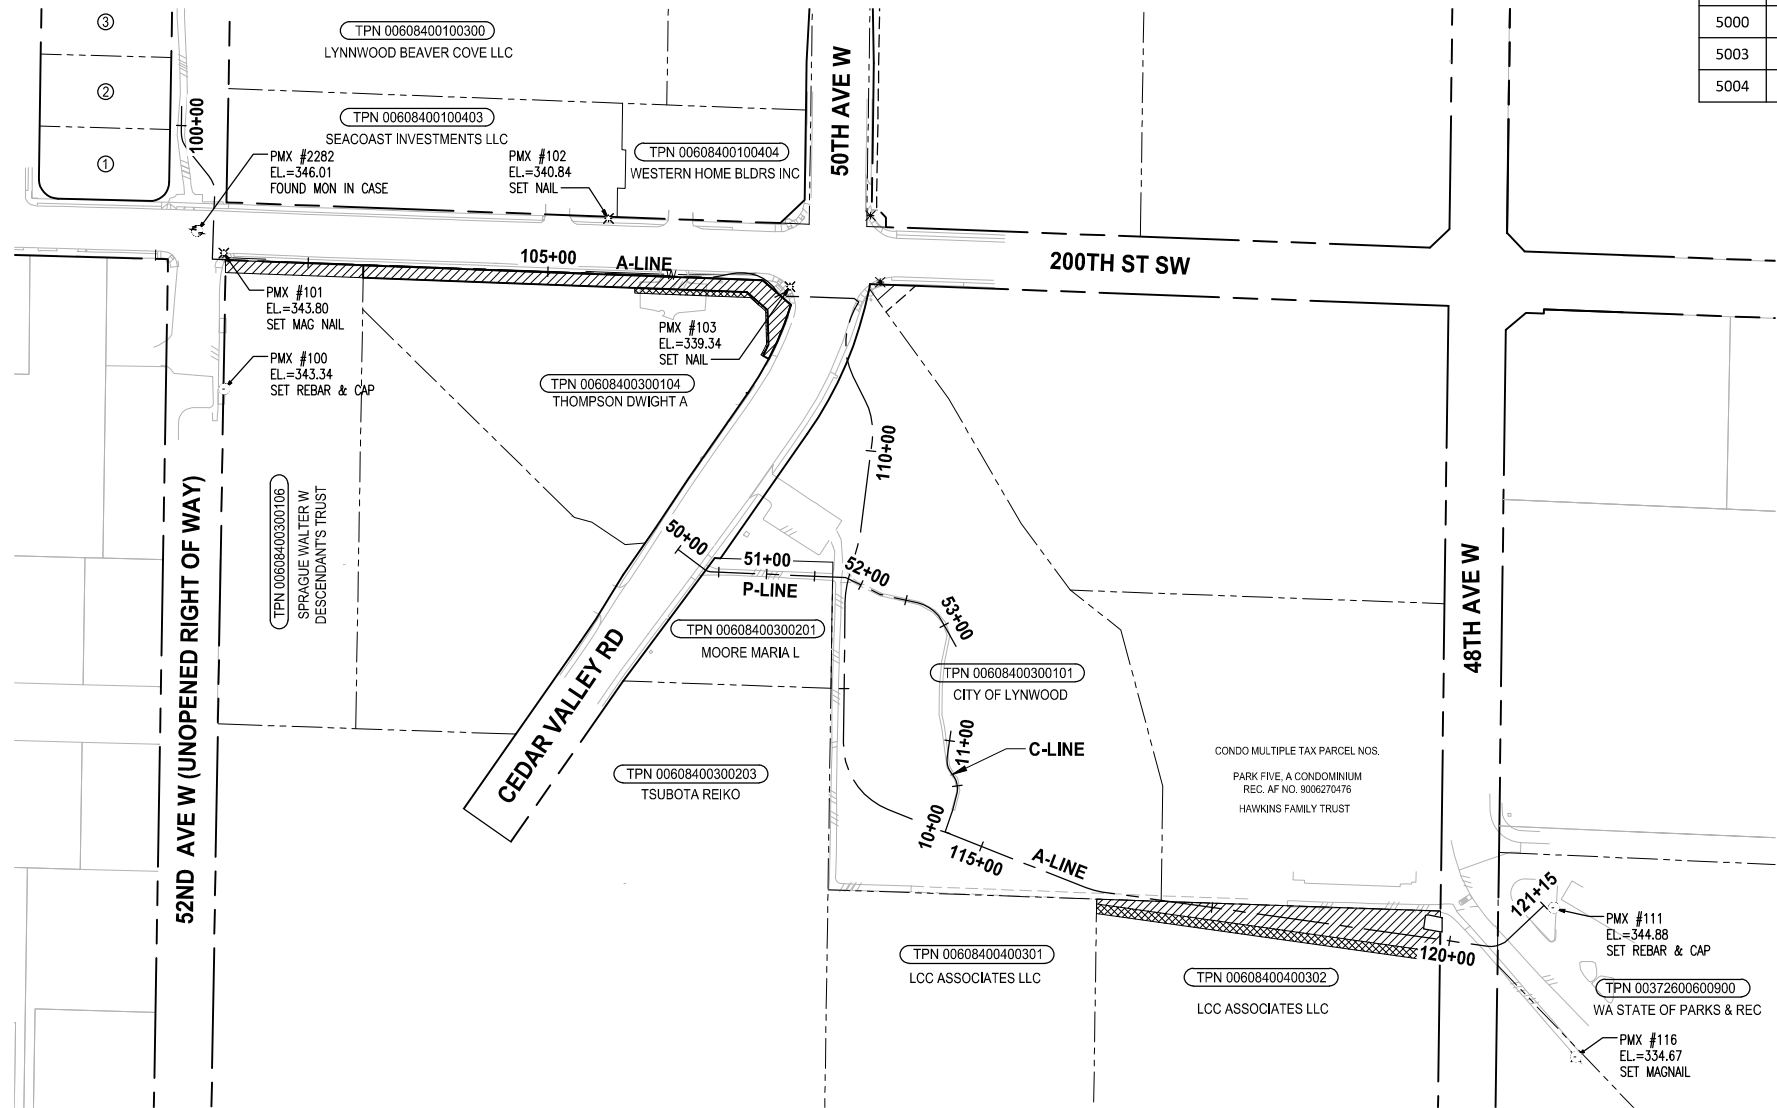 3
2
1
TPN 00608400100300
LYNNWOOD BEAVER COVE LLC
TPN 00608400100403
SEACOAST INVESTMENTS LLC
TPN 00608400100404
WESTERN HOME BLDRS INC
50TH AVE W
5000
5003
5004
100+00
PMX #2282
EL.=346.01
FOUND MON IN CASE
PMX #102
EL.=340.84
SET NAIL
105+00
A-LINE
200TH ST SW
PMX #101
EL.=343.80
SET MAG NAIL
PMX #103
EL.=339.34
SET NAIL
PMX #100
EL.=343.34
SET REBAR & CAP
TPN 00608400300104
THOMPSON DWIGHT A
110+00
TPN 00608400300106
SPRAGUE WALTER W
DESCENDANT'S TRUST
52ND AVE W (UNOPENED RIGHT OF WAY)
50+00
51+00
P-LINE
52+00
53+00
TPN 00608400300201
MOORE MARIA L
CEDAR VALLEY RD
48TH AVE W
TPN 00608400300101
CITY OF LYNWOOD
11+00
C-LINE
TPN 00608400300203
TSUBOTA REIKO
10+00
115+00
A-LINE
CONDO MULTIPLE TAX PARCEL NOS.
PARK FIVE, A CONDOMINIUM
REC. AF NO. 9006270476
HAWKINS FAMILY TRUST
121+15
PMX #111
EL.=344.88
SET REBAR & CAP
120+00
TPN 00608400400301
LCC ASSOCIATES LLC
TPN 00608400400302
LCC ASSOCIATES LLC
TPN 00372600600900
WA STATE OF PARKS & REC
PMX #116
EL.=334.67
SET MAGNAIL